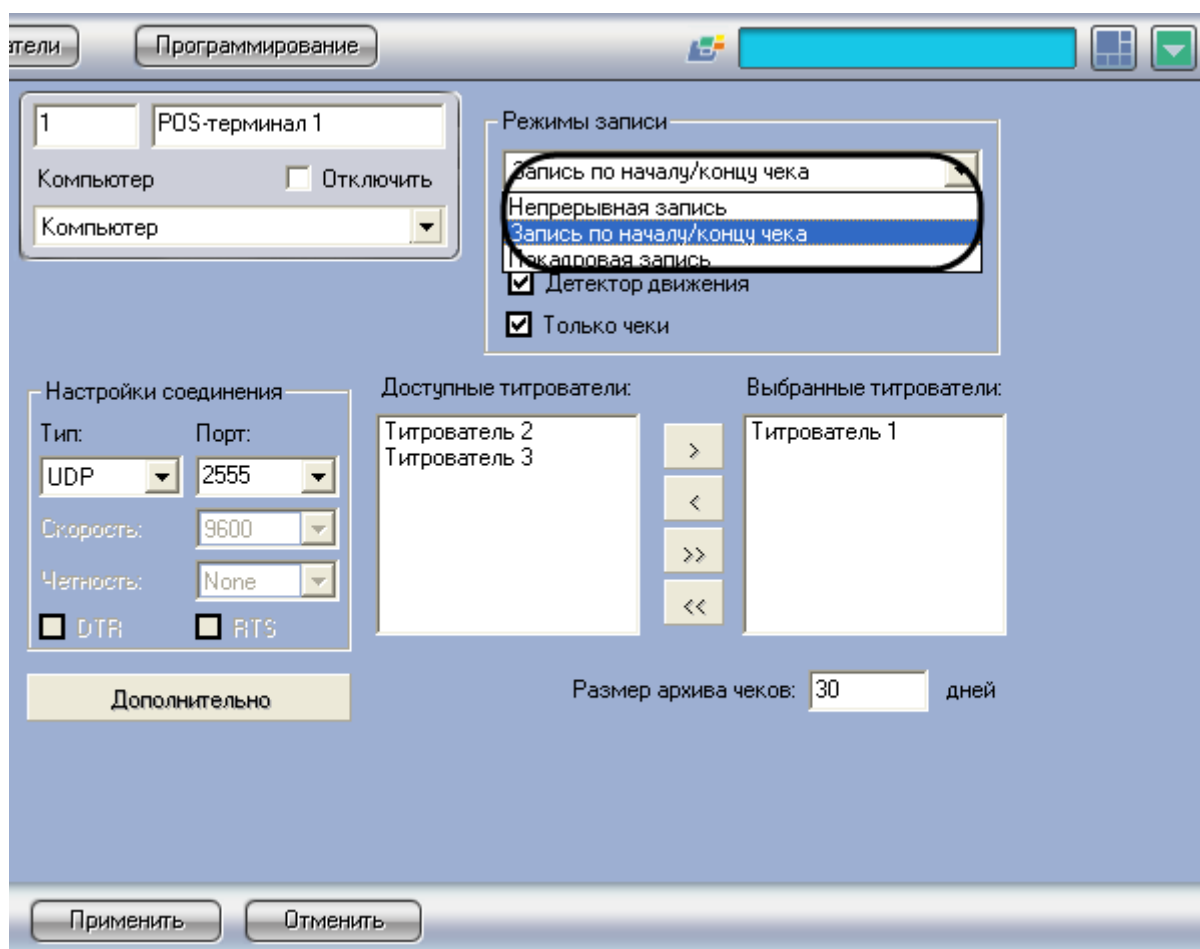 атели Программирование
1 POS-терминал 1
Компьютер Отключить
Компьютер
Режимы записи
Запись по началу/концу чека
Непрерывная запись
Запись по началу/концу чека
Покадровая запись
Детектор движения
Только чеки
Настройки соединения
Тип: Порт:
UDP 2555
Скорость: 9600
Четность: None
DTR RTS
Дополнительно
Доступные титрователи:
Титрователь 2
Титрователь 3
>
<
>>
<<
Выбранные титрователи:
Титрователь 1
Размер архива чеков: 30 дней
Применить Отменить